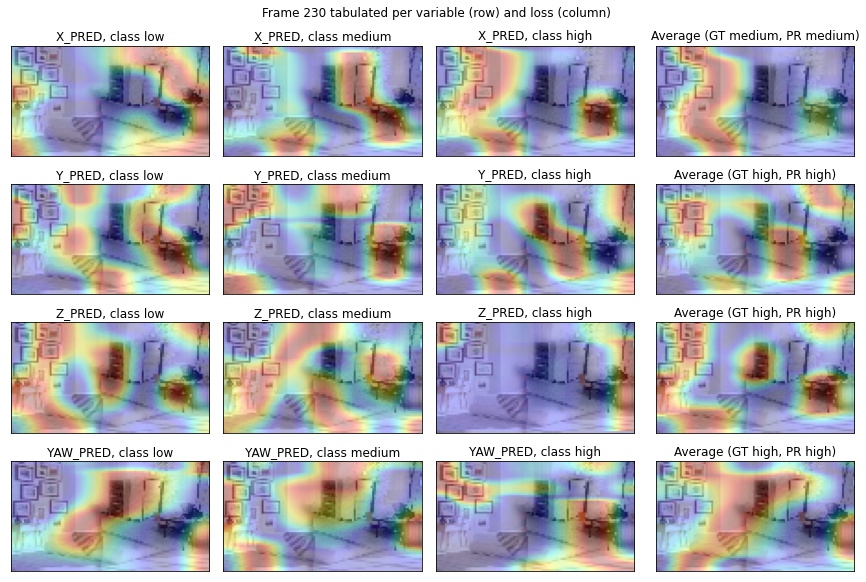 Frame 230 tabulated per variable (row) and loss (column)
X_PRED, class low
X_PRED, class medium
X_PRED, class high
Average (GT medium, PR medium)
Y_PRED, class low
Y_PRED, class medium
Y_PRED, class high
Average (GT high, PR high)
Z_PRED, class low
Z_PRED, class medium
Z_PRED, class high
Average (GT high, PR high)
YAW_PRED, class low
YAW_PRED, class medium
YAW_PRED, class high
Average (GT high, PR high)